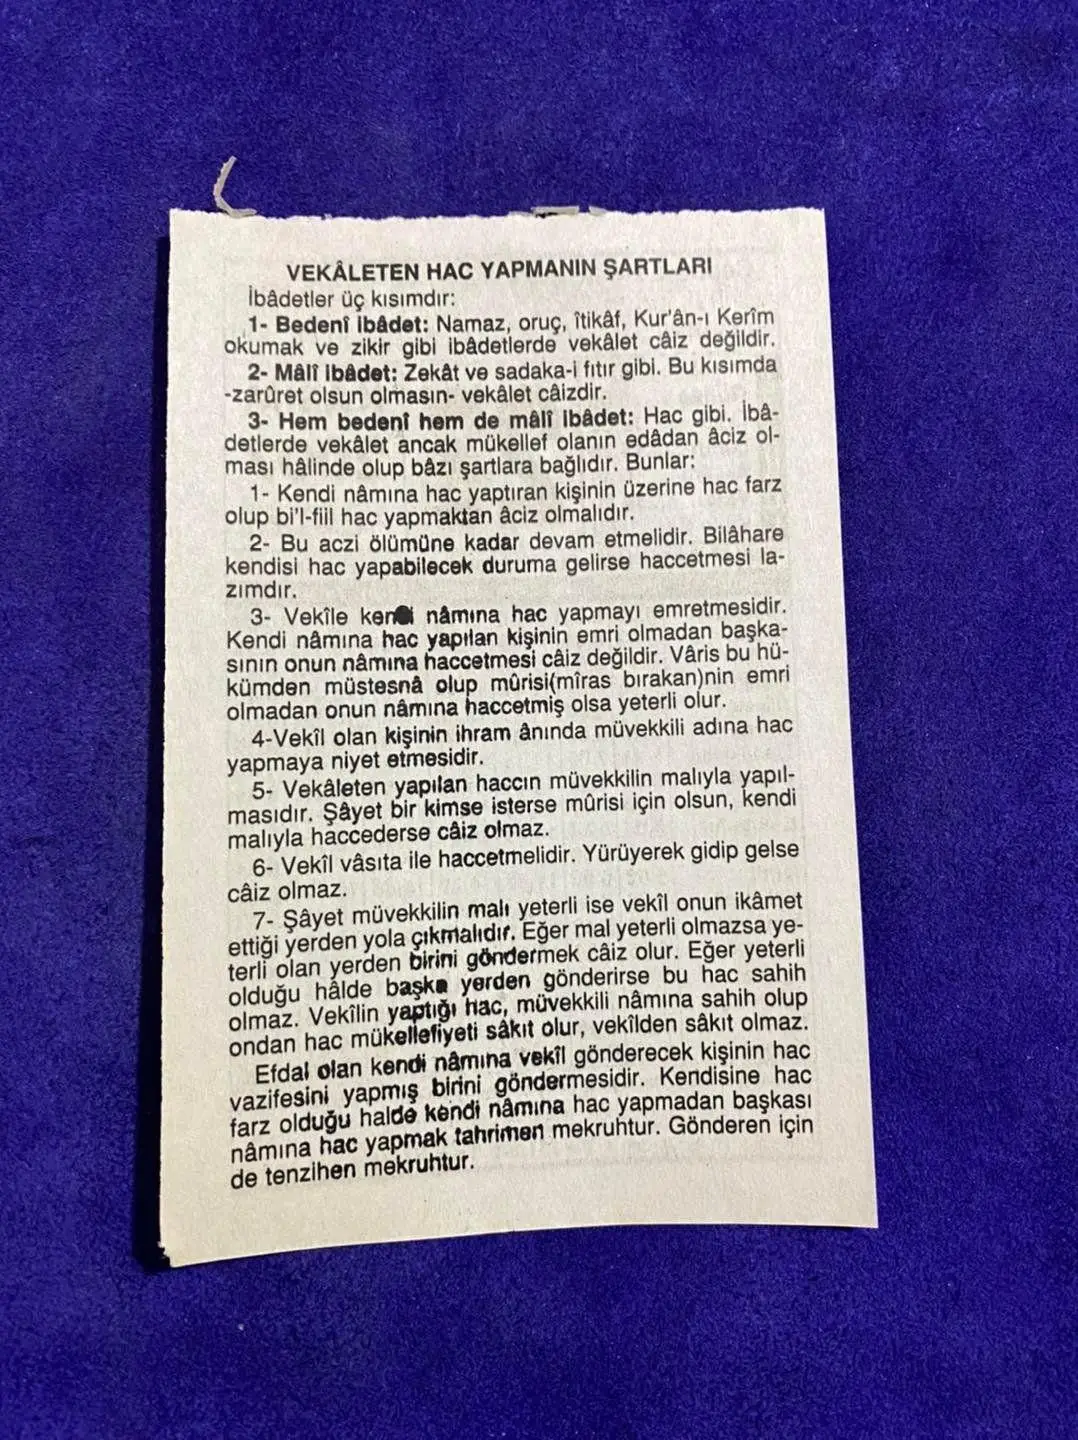 VEKÂLETEN HAC YAPMANIN ŞARTLARI
İbâdetler üç kısımdır:
1- Bedenî ibâdet: Namaz, oruç, îtikâf, Kur'ân-ı Kerîm
okumak ve zikir gibi ibâdetlerde vekâlet câiz değildir.
2- Mâlî Ibâdet: Zekât ve sadaka-i fıtır gibi. Bu kısımda
-zarûret olsun olmasın- vekâlet câizdir.
3- Hem bedenî hem de mâlî Ibâdet: Hac gibi. İbâ-
detlerde vekâlet ancak mükellef olanın edâdan âciz ol-
ması hâlinde olup bâzı şartlara bağlıdır. Bunlar:
1- Kendi nâmına hac yaptıran kişinin üzerine hac farz
olup bi'l-fiil hac yapmaktan âciz olmalıdır.
2- Bu aczi ölümüne kadar devam etmelidir. Bilâhare
kendisi hac yapabilecek duruma gelirse haccetmesi la-
zımdır.
3- Vekîle kendi nâmına hac yapmayı emretmesidir.
Kendi nâmına hac yapılan kişinin emri olmadan başka-
sının onun nâmına haccetmesi câiz değildir. Vâris bu hü-
kümden müstesnâ olup mûrisi(mîras bırakan)nin emri
olmadan onun nâmına haccetmiş olsa yeterli olur.
4-Vekîl olan kişinin ihram ânında müvekkili adına hac
yapmaya niyet etmesidir.
5- Vekâleten yapılan haccın müvekkilin malıyla yapıl-
masıdır. Şâyet bir kimse isterse mûrisi için olsun, kendi
malıyla haccederse câiz olmaz.
6- Vekîl vâsıta ile haccetmelidir. Yürüyerek gidip gelse
câiz olmaz.
7- Şâyet müvekkilin malı yeterli ise vekîl onun ikâmet
ettiği yerden yola çıkmalıdır. Eğer mal yeterli olmazsa ye-
terli olan yerden birini göndermek câiz olur. Eğer yeterli
olduğu hâlde başka yerden gönderirse bu hac sahih
olmaz. Vekîlin yaptığı hac, müvekkili nâmına sahih olup
ondan hac mükellefiyeti sâkıt olur, vekîlden sâkıt olmaz.
Efdal olan kendi nâmına vekîl gönderecek kişinin hac
vazifesini yapmış birini göndermesidir. Kendisine hac
farz olduğu halde kendi nâmına hac yapmadan başkası
nâmına hac yapmak tahrimen mekruhtur. Gönderen için
de tenzihen mekruhtur.